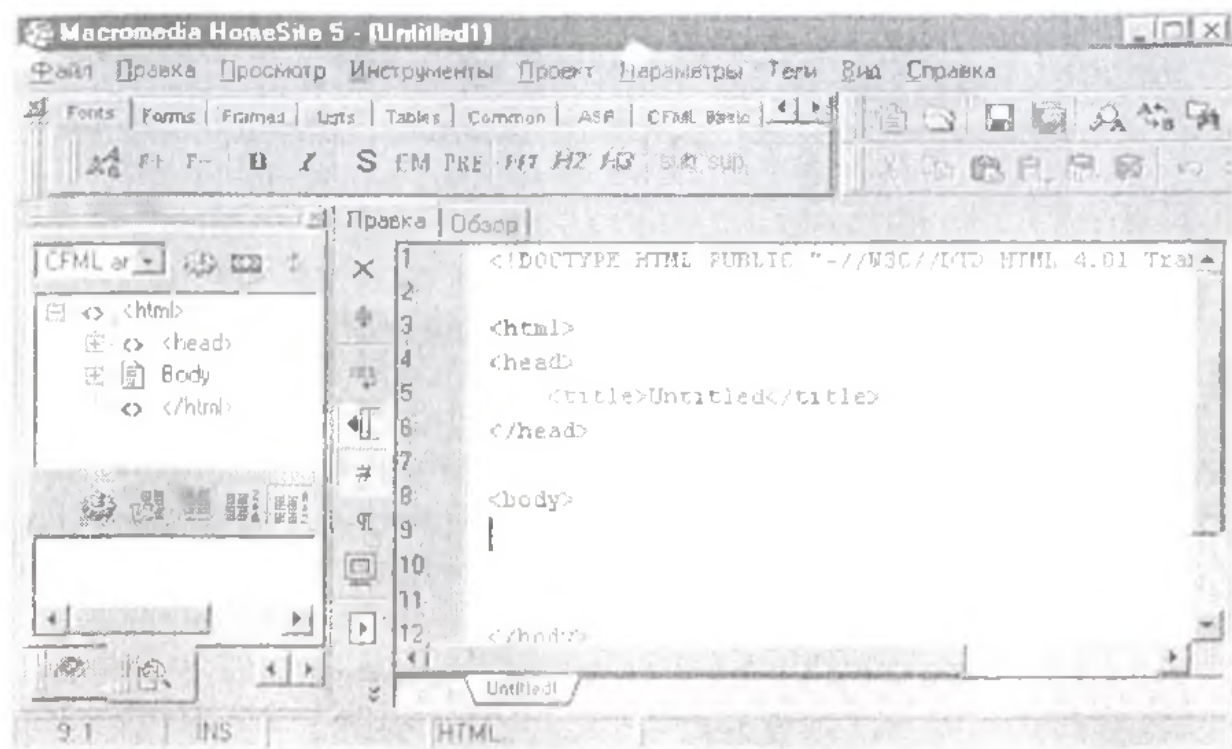 Macromedia HomeSite 5 - [Untitled1]
Файл Правка Просмотр Инструменты Проект Параметры Теги Вид Справка
Fonts Forms Frames Lists Tables Common ASP CFML Basic
F+ F- B I S EM PRE H2 H3 SUB SUP
Правка Обзор
CFML ar
<html>
<head>
Body
</html>
1 <!DOCTYPE HTML PUBLIC "-//W3C//DTD HTML 4.01 Tran
2
3 <html>
4 <head>
5 <title>Untitled</title>
6 </head>
7
8 <body>
9
10
11
12 </body>
Untitled1
9:1 INS HTML